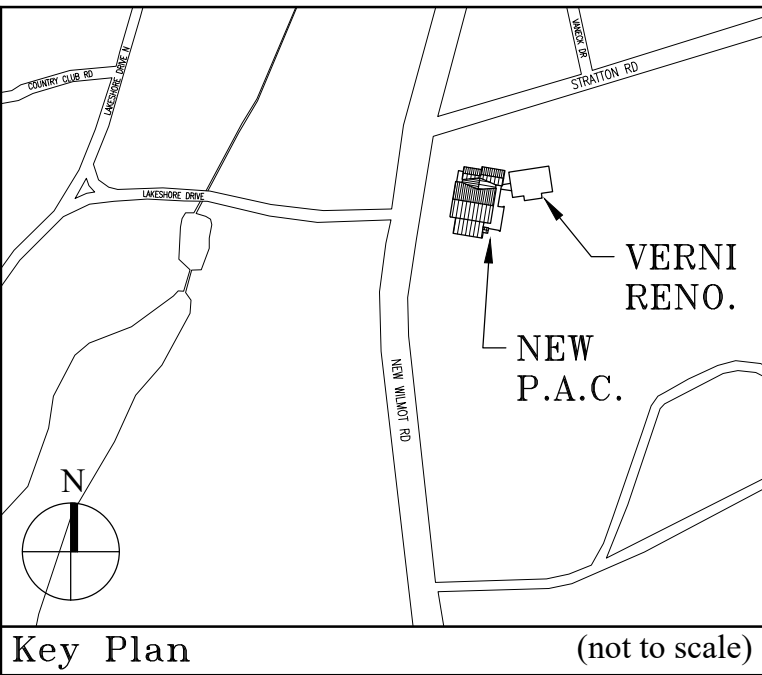 VANECK DR
COUNTRY CLUB RD
LAKESHORE DRIVE N
STRATTON RD
LAKESHORE DRIVE
VERNI
RENO.
NEW
P.A.C.
NEW WILMOT RD
N
Key Plan (not to scale)